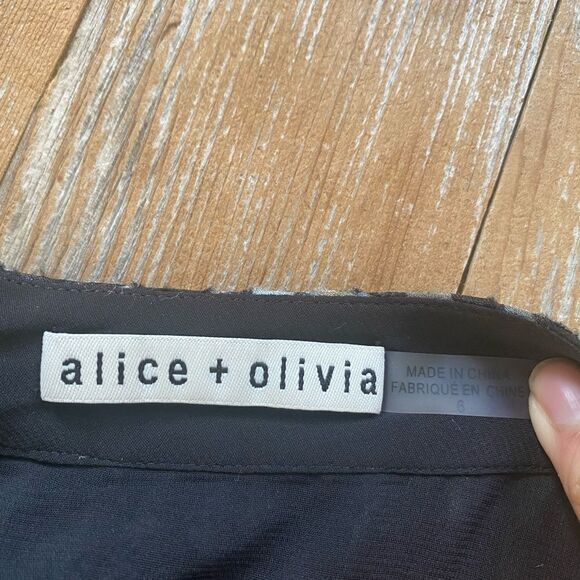 alice + olivia
MADE IN CHINA
FABRIQUÉ EN CHINE
6